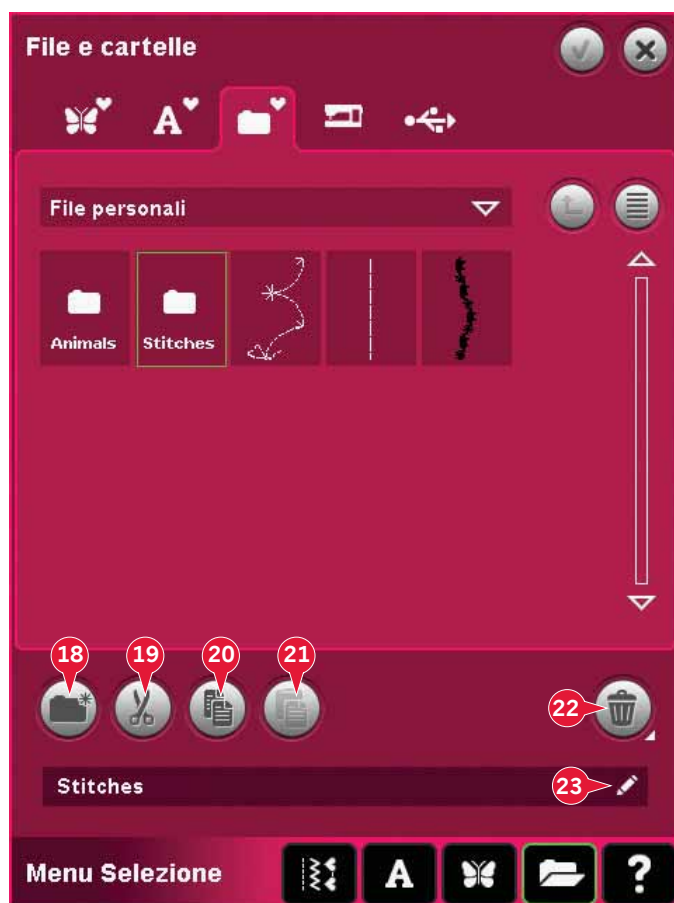 File e cartelle
A
File personali
Animals
Stitches
18
19
20
21
22
Stitches
23
Menu Selezione
A
?